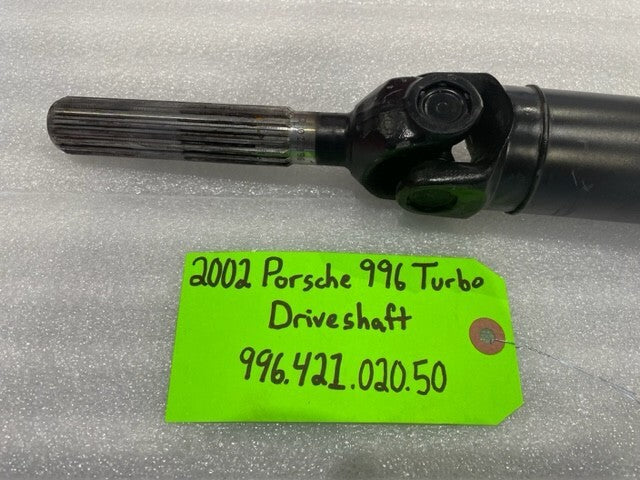 2002 Porsche 996 Turbo
Driveshaft
996.421.020.50